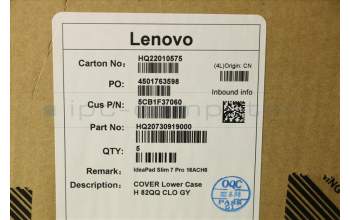 Lenovo
Carton No: HQ22010575
(4L)Origin: CN
PO: 4501763598
Inbound info
Cus P/N: 5CB1F37060
Part No: HQ20730919000
QTY: 5
Remark: IdeaPad Slim 7 Pro 16ACH6
Description: COVER Lower Case
H 82QQ CLO GY
OQC